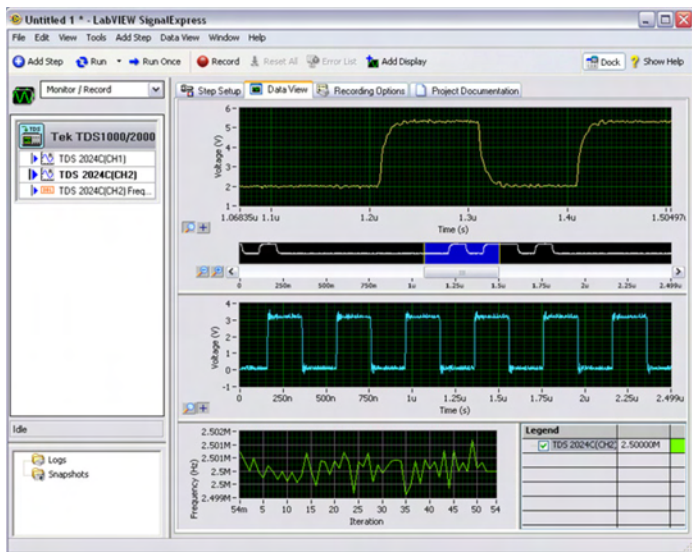 Untitled 1 * - LabVIEW SignalExpress
File Edit View Tools Add Step Data View Window Help
Add Step Run Run Once Record Reset All Error List Add Display Dock Show Help
Monitor / Record
Step Setup Data View Recording Options Project Documentation
Tek TDS1000/2000
TDS 2024C(CH1)
TDS 2024C(CH2)
TDS 2024C(CH2) Freq...
Voltage (V)
6
5
4
3
2
1
1.06835u 1.1u 1.2u 1.3u 1.4u 1.50497u
Time (s)
0 250n 500n 750n 1u 1.25u 1.5u 1.75u 2u 2.25u 2.499u
Voltage (V)
4
3
2
1
0
-1
0 250n 500n 750n 1u 1.25u 1.5u 1.75u 2u 2.25u 2.499u
Time (s)
Idle
Logs
Snapshots
Frequency (Hz)
2.502M
2.501M
2.501M
2.5M
2.5M
2.499M
54m 5 10 15 20 25 30 35 40 45 50 54
Iteration
Legend
TDS 2024C(CH2) 2.50000M